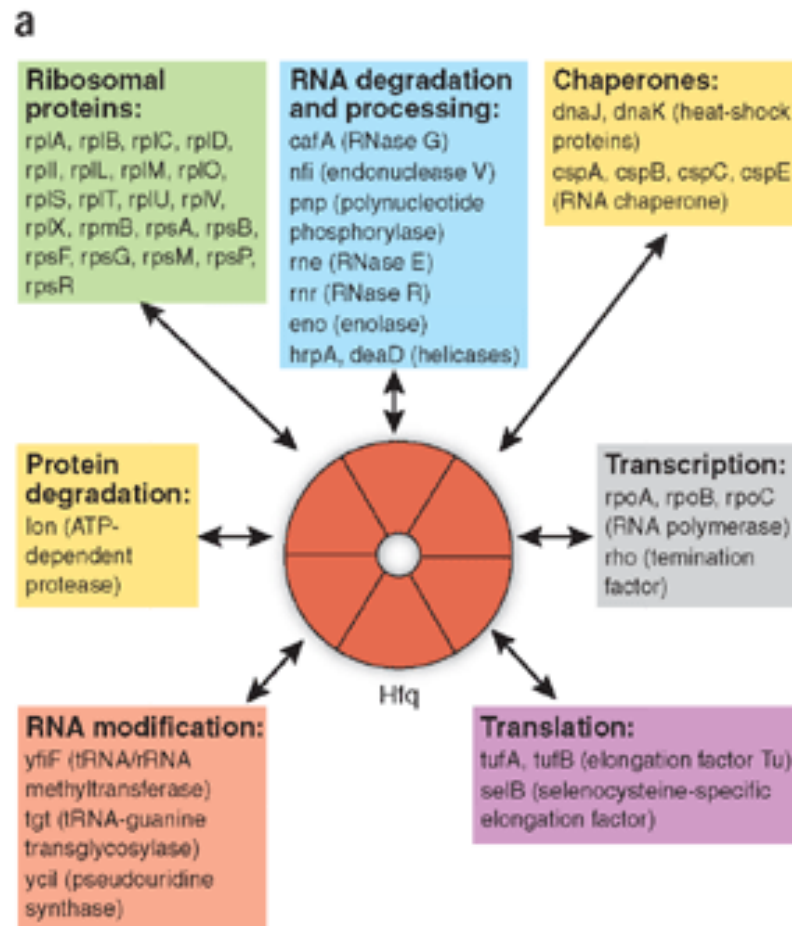 a
Ribosomal
proteins:
rplA, rplB, rplC, rplD,
rplI, rplL, rplM, rplO,
rplS, rplT, rplU, rplV,
rplX, rpmB, rpsA, rpsB,
rpsF, rpsG, rpsM, rpsP,
rpsR
RNA degradation
and processing:
cafA (RNase G)
nfi (endonuclease V)
pnp (polynucleotide
phosphorylase)
rne (RNase E)
rnr (RNase R)
eno (enolase)
hrpA, deaD (helicases)
Chaperones:
dnaJ, dnaK (heat-shock
proteins)
cspA, cspB, cspC, cspE
(RNA chaperone)
Protein
degradation:
lon (ATP-
dependent
protease)
Transcription:
rpoA, rpoB, rpoC
(RNA polymerase)
rho (temination
factor)
Hfq
RNA modification:
yfiF (tRNA/rRNA
methyltransferase)
tgt (tRNA-guanine
transglycosylase)
yciI (pseudouridine
synthase)
Translation:
tufA, tufB (elongation factor Tu)
selB (selenocysteine-specific
elongation factor)